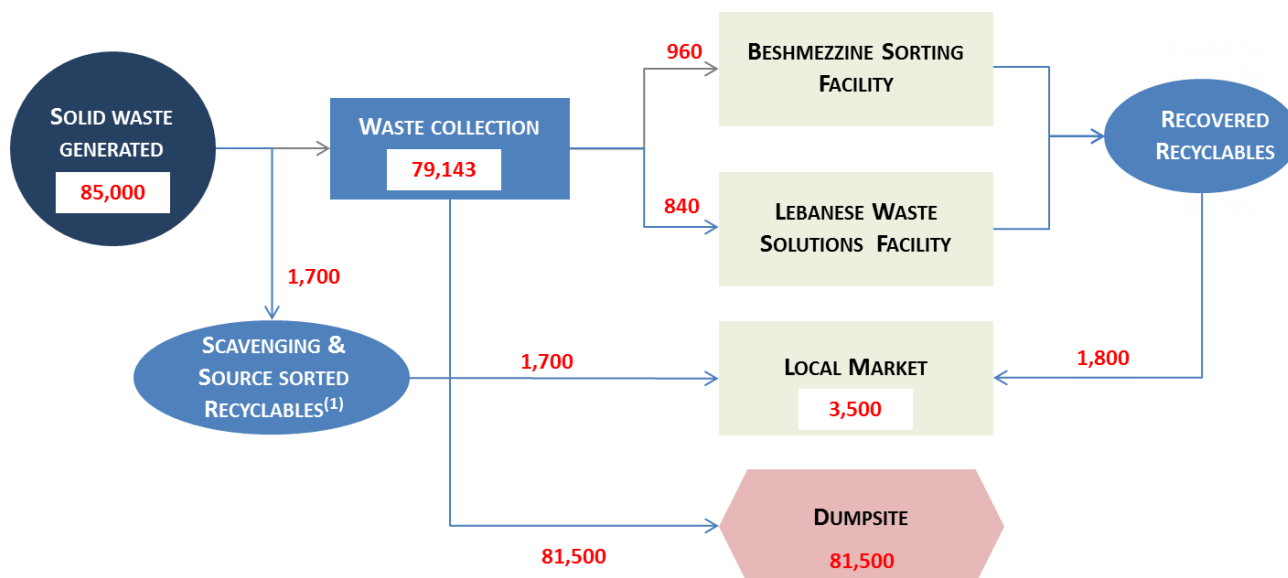 SOLID WASTE
GENERATED
85,000
WASTE COLLECTION
79,143
960
BESHMEZZINE SORTING
FACILITY
RECOVERED
RECYCLABLES
840
LEBANESE WASTE
SOLUTIONS FACILITY
1,700
SCAVENGING &
SOURCE SORTED
RECYCLABLES(1)
1,700
LOCAL MARKET
3,500
1,800
DUMPSITE
81,500
81,500